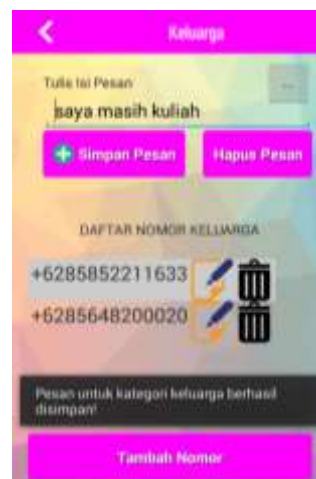 Keluarga
Tulis Isi Pesan
...
saya masih kuliah
Simpan Pesan
Hapus Pesan
DAFTAR NOMOR KELUARGA
+6285852211633
+6285648200020
Pesan untuk kategori keluarga berhasil
disimpan!
Tambah Nomor